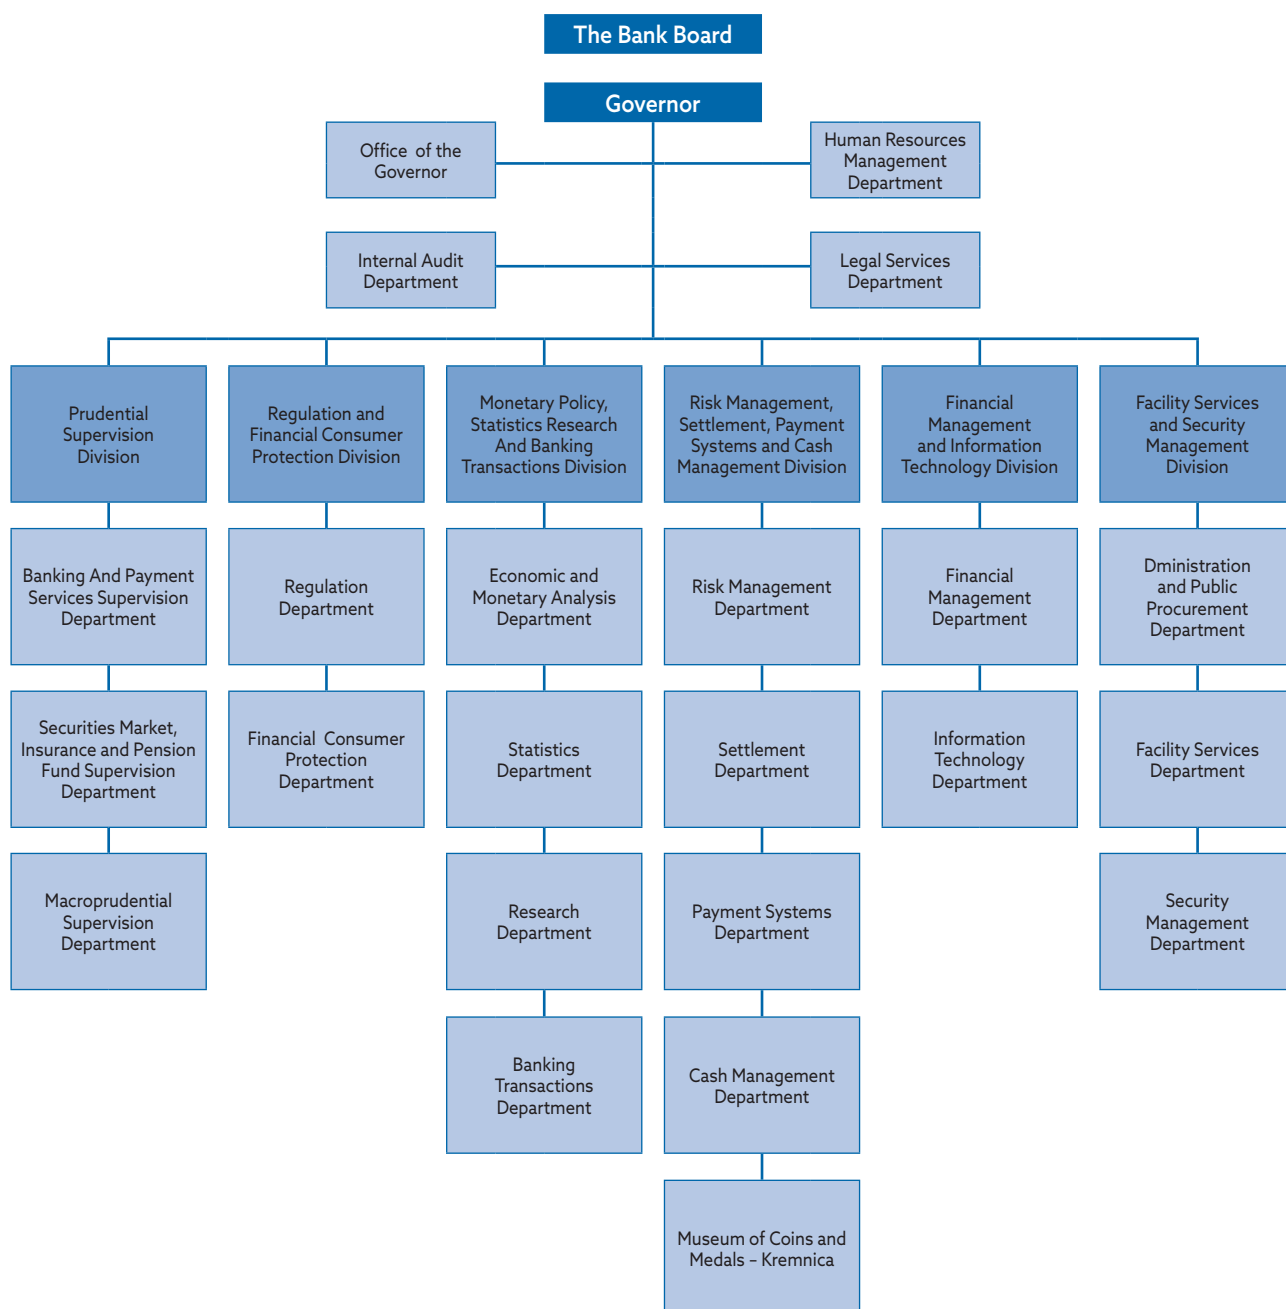 The Bank Board
Governor
Office of the
Governor
Human Resources
Management
Department
Internal Audit
Department
Legal Services
Department
Prudential
Supervision
Division
Regulation and
Financial Consumer
Protection Division
Monetary Policy,
Statistics Research
And Banking
Transactions Division
Risk Management,
Settlement, Payment
Systems and Cash
Management Division
Financial
Management
and Information
Technology Division
Facility Services
and Security
Management
Division
Banking And Payment
Services Supervision
Department
Regulation
Department
Economic and
Monetary Analysis
Department
Risk Management
Department
Financial
Management
Department
Dministration
and Public
Procurement
Department
Securities Market,
Insurance and Pension
Fund Supervision
Department
Financial Consumer
Protection
Department
Statistics
Department
Settlement
Department
Information
Technology
Department
Facility Services
Department
Macroprudential
Supervision
Department
Research
Department
Payment Systems
Department
Security
Management
Department
Banking
Transactions
Department
Cash Management
Department
Museum of Coins and
Medals – Kremnica